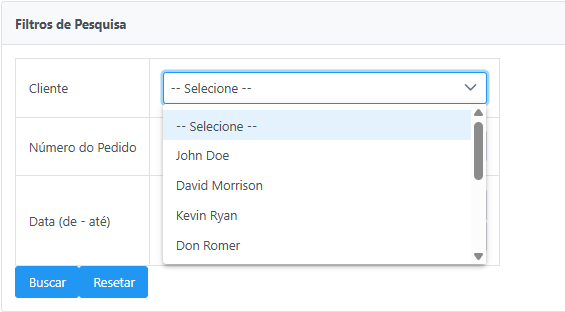 Filtros de Pesquisa
Cliente
-- Selecione --
-- Selecione --
John Doe
Número do Pedido
David Morrison
Kevin Ryan
Data (de - até)
Don Romer
Buscar
Resetar